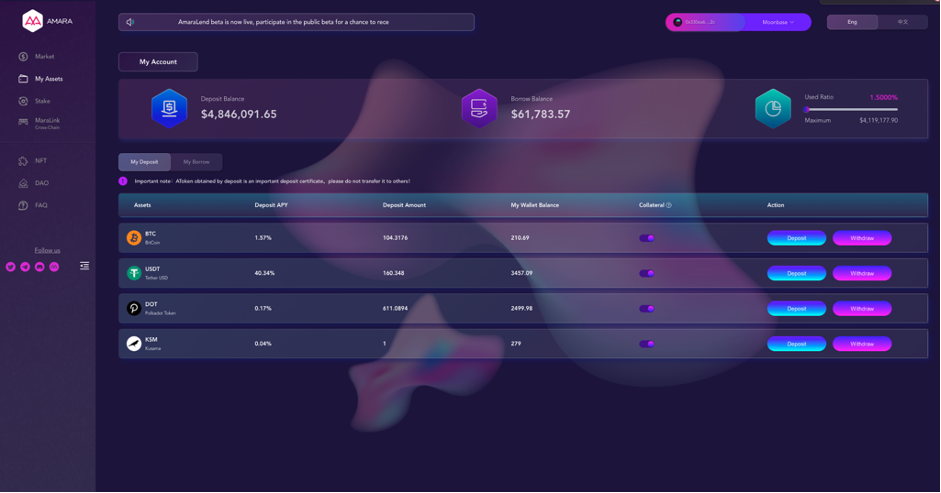 AMARA
AmaraLend beta is now live, participate in the public beta for a chance to rece
Moonbase
Eng
中文
Market
My Assets
Stake
MaraLink
Cross-Chain
NFT
DAO
FAQ
Follow us
My Account
Deposit Balance
$4,846,091.65
Borrow Balance
$61,783.57
Used Ratio 1.5000%
Maximum $4,119,177.90
My Deposit My Borrow
Important note: AToken obtained by deposit is an important deposit certificate, please do not transfer it to others!
Assets Deposit APY Deposit Amount My Wallet Balance Collateral Action
BTC
BitCoin
1.57% 104.3176 210.69 Deposit Withdraw
USDT
Tether USD
40.34% 160.348 3457.09 Deposit Withdraw
DOT
Polkadot Token
0.17% 611.0894 2499.98 Deposit Withdraw
KSM
Kusama
0.04% 1 279 Deposit Withdraw